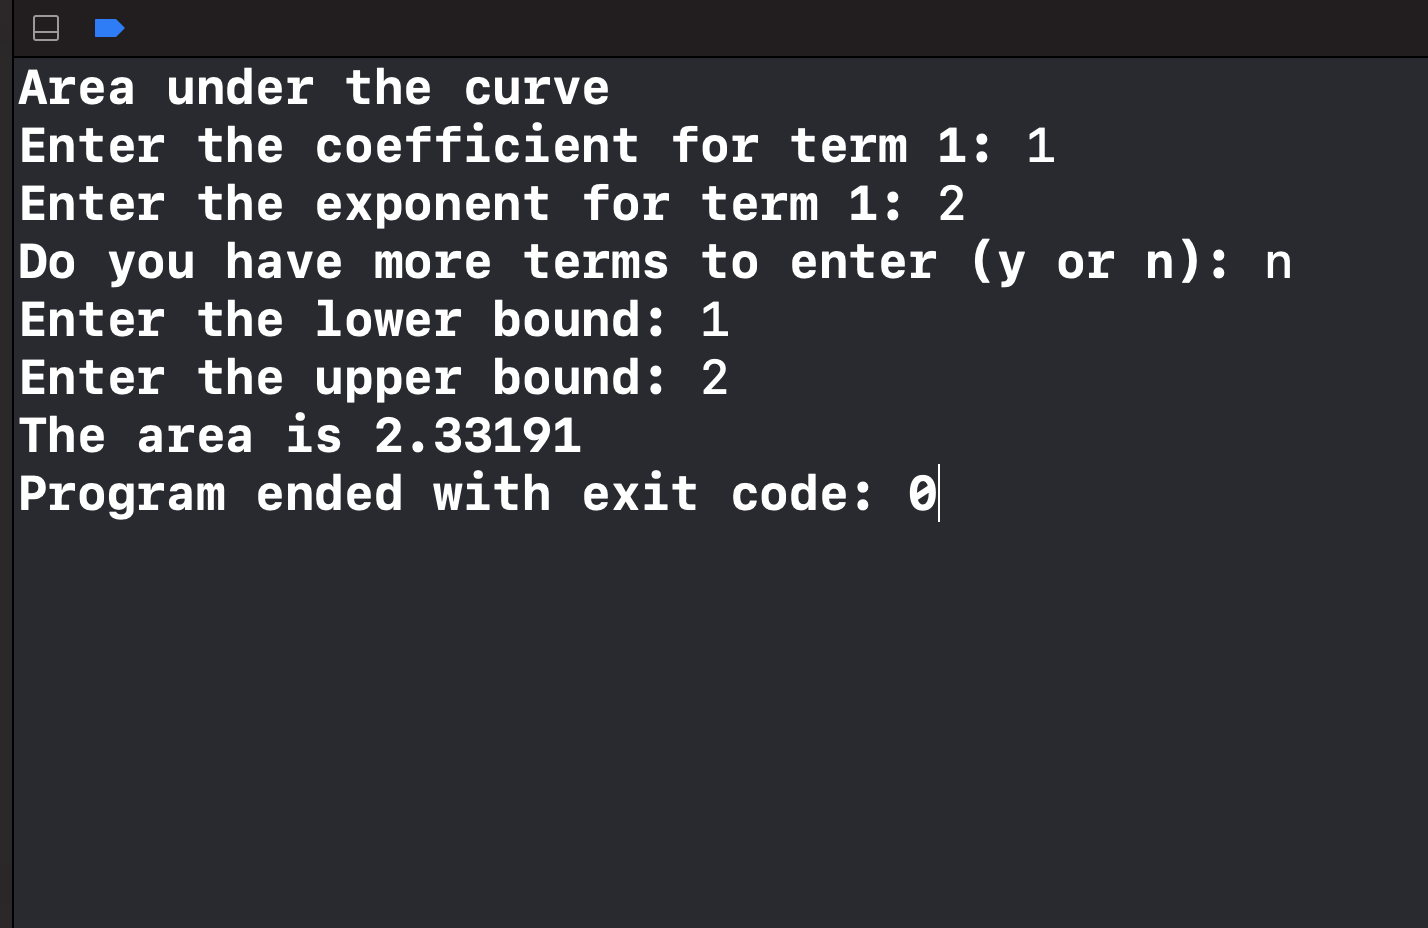 Area under the curve
Enter the coefficient for term 1: 1
Enter the exponent for term 1: 2
Do you have more terms to enter (y or n): n
Enter the lower bound: 1
Enter the upper bound: 2
The area is 2.33191
Program ended with exit code: 0